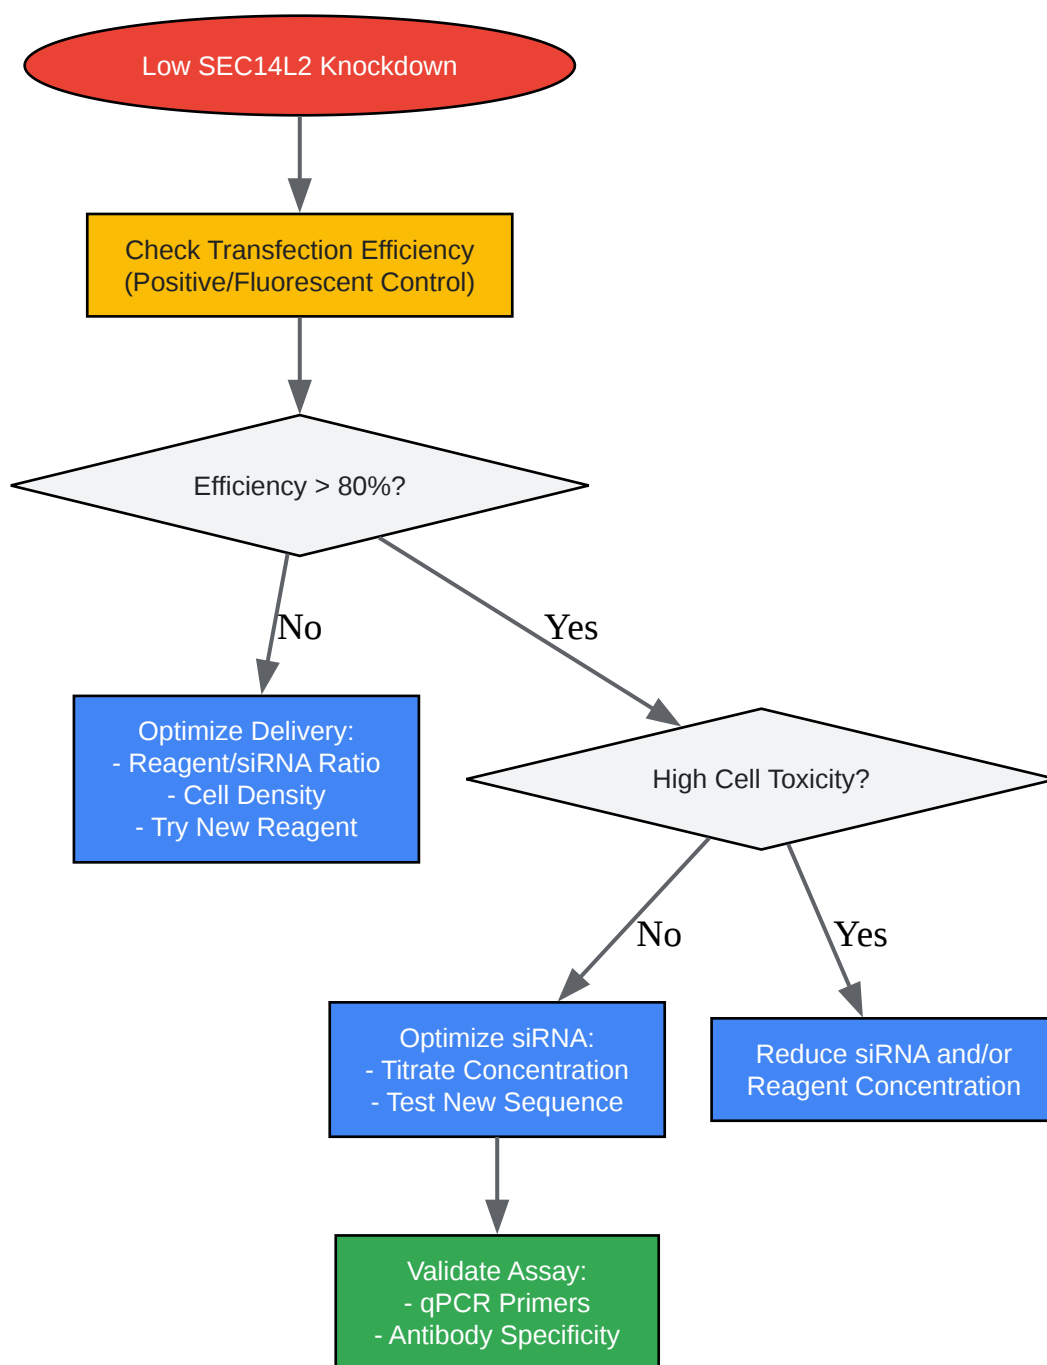 Low SEC14L2 Knockdown
Check Transfection Efficiency
(Positive/Fluorescent Control)
Efficiency > 80%?
No
Yes
Optimize Delivery:
- Reagent/siRNA Ratio
- Cell Density
- Try New Reagent
High Cell Toxicity?
No
Yes
Optimize siRNA:
- Titrate Concentration
- Test New Sequence
Reduce siRNA and/or
Reagent Concentration
Validate Assay:
- qPCR Primers
- Antibody Specificity